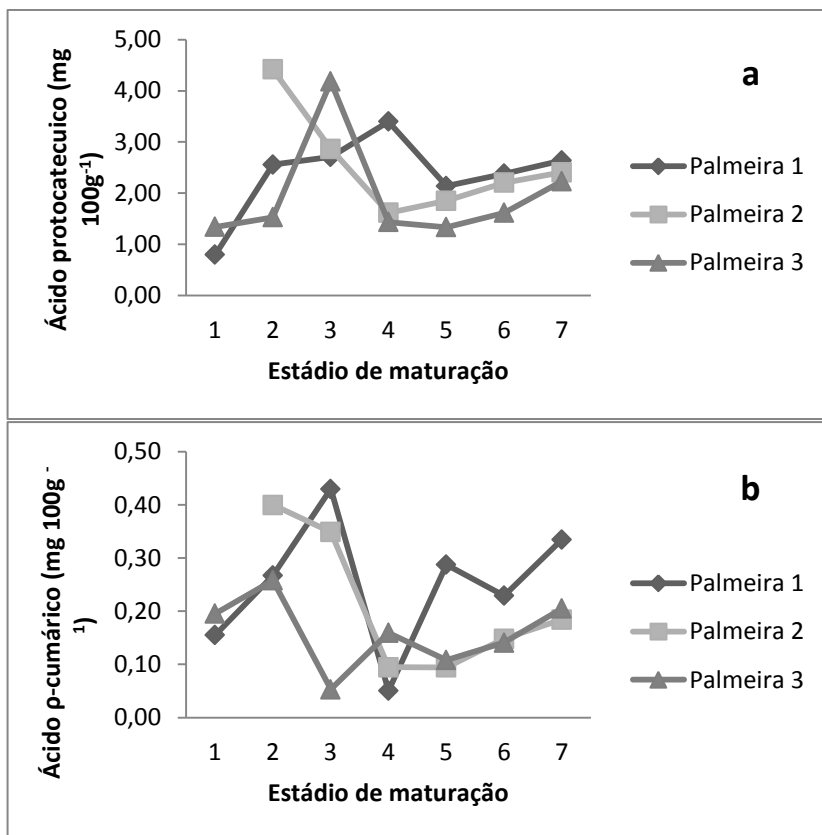 Ácido protocatecuico (mg
100g⁻¹)
5,00
4,00
3,00
2,00
1,00
0,00
1 2 3 4 5 6 7
Estádio de maturação
a
Palmeira 1
Palmeira 2
Palmeira 3
Ácido ρ-cumárico (mg 100g ⁻
¹)
0,50
0,40
0,30
0,20
0,10
0,00
1 2 3 4 5 6 7
Estádio de maturação
b
Palmeira 1
Palmeira 2
Palmeira 3